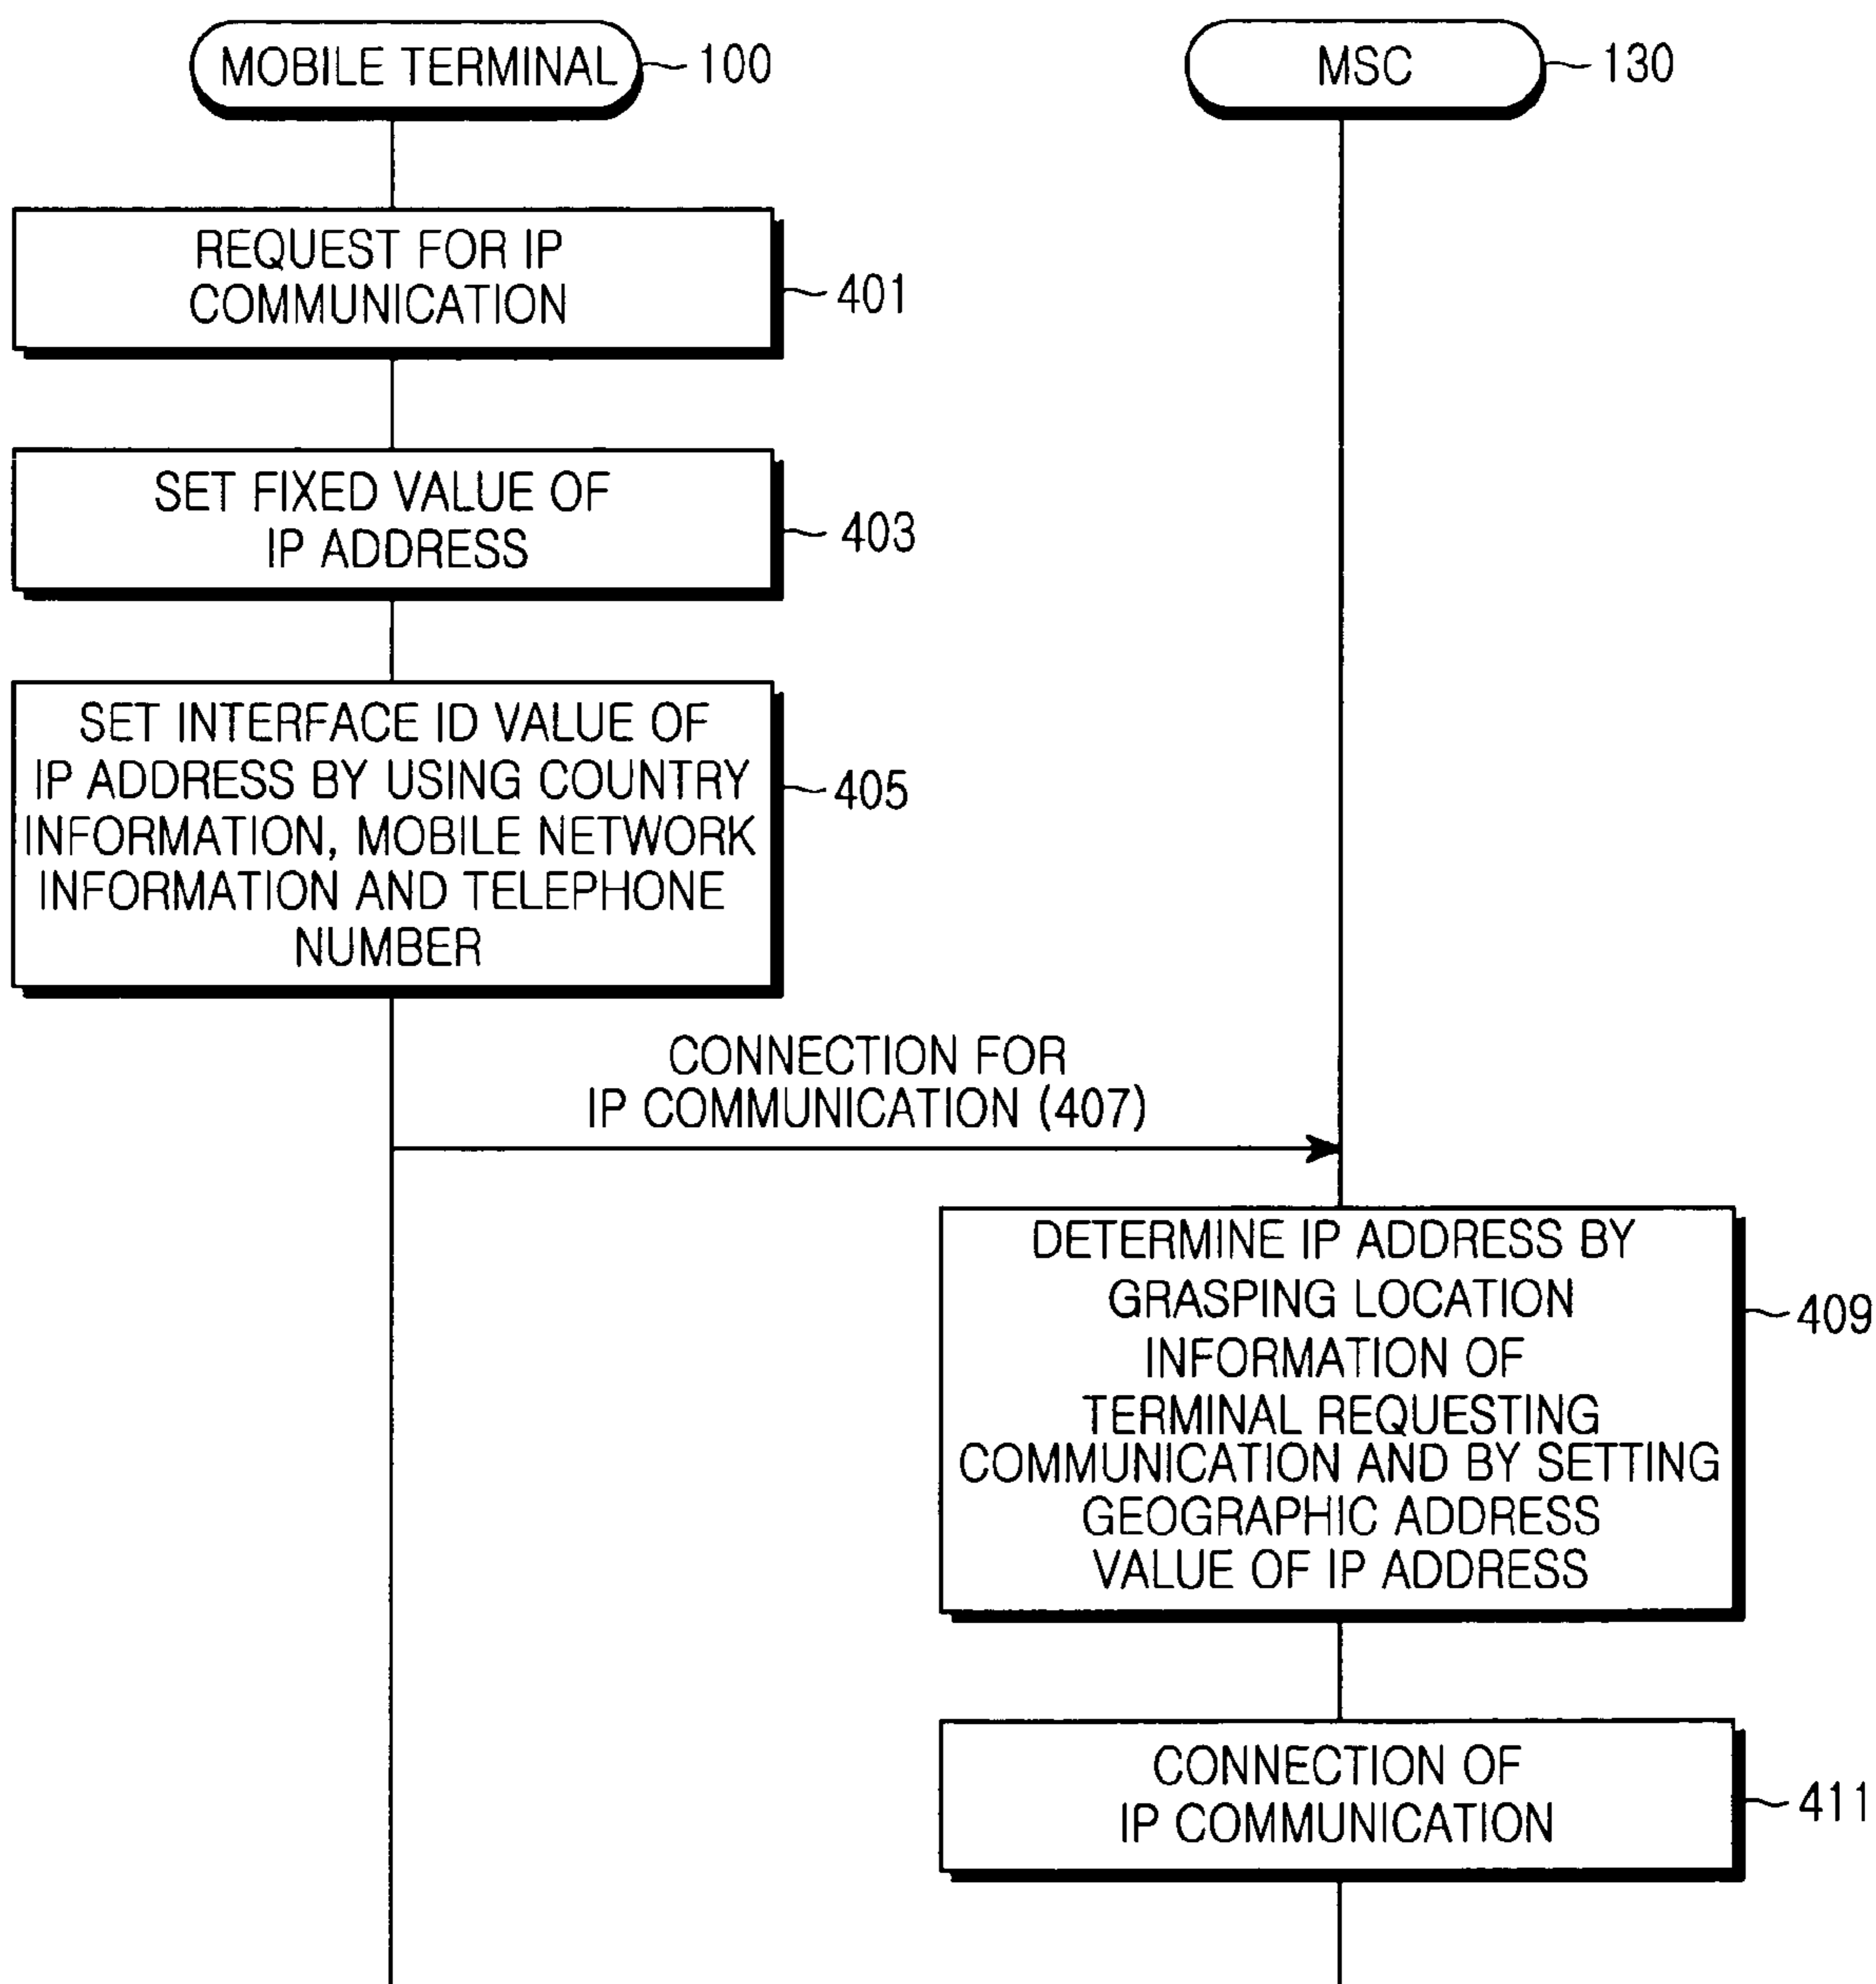 MOBILE TERMINAL
100
MSC
130
REQUEST FOR IP
COMMUNICATION
401
SET FIXED VALUE OF
IP ADDRESS
403
SET INTERFACE ID VALUE OF
IP ADDRESS BY USING COUNTRY
INFORMATION, MOBILE NETWORK
INFORMATION AND TELEPHONE
NUMBER
405
CONNECTION FOR
IP COMMUNICATION (407)
DETERMINE IP ADDRESS BY
GRASPING LOCATION
INFORMATION OF
TERMINAL REQUESTING
COMMUNICATION AND BY SETTING
GEOGRAPHIC ADDRESS
VALUE OF IP ADDRESS
409
CONNECTION OF
IP COMMUNICATION
411